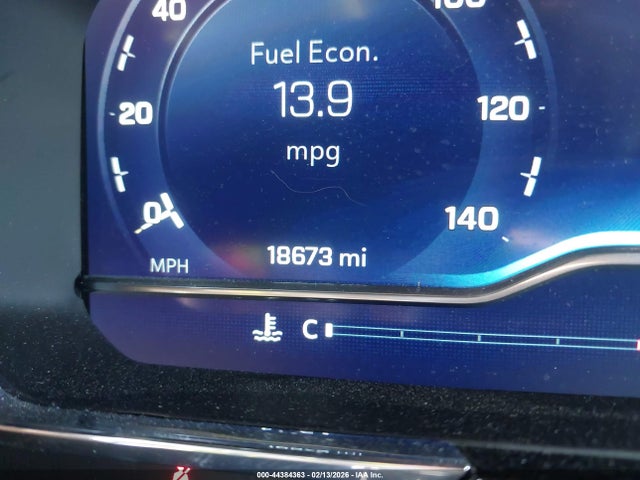 40
100
Fuel Econ.
13.9
20
120
mpg
0
140
18673 mi
MPH
C
000-44384363 - 02/13/2026 - IAA Inc.